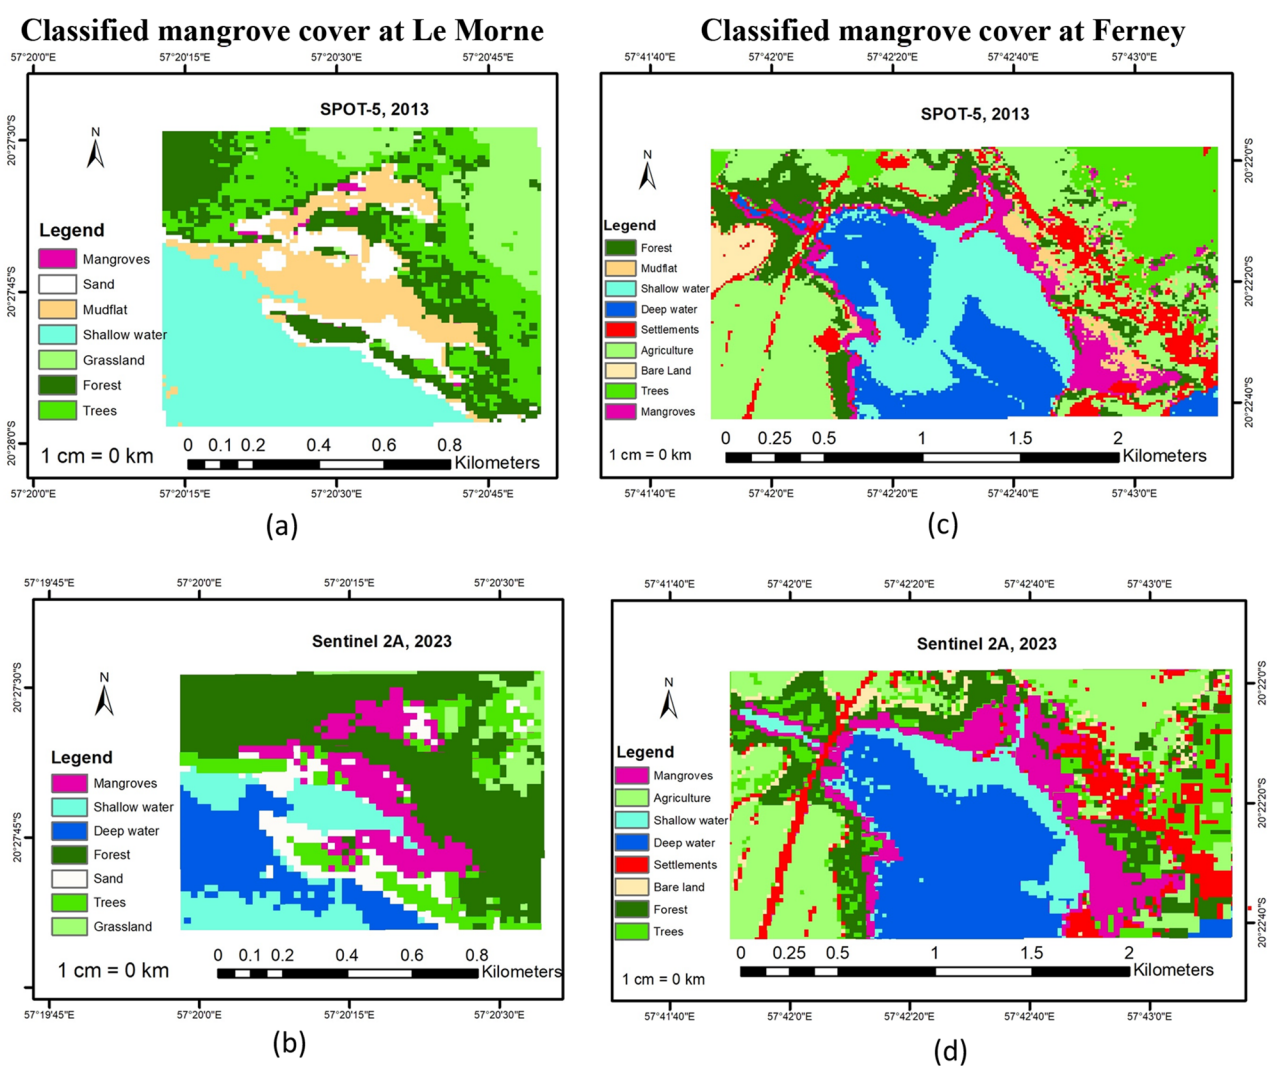 Classified mangrove cover at Le Morne
57°20'0"E 57°20'15"E 57°20'30"E 57°20'45"E
SPOT-5, 2013
N
20°27'30"S
20°27'45"S
20°28'0"S
Legend
Mangroves
Sand
Mudflat
Shallow water
Grassland
Forest
Trees
1 cm = 0 km
0 0.1 0.2 0.4 0.6 0.8
Kilometers
57°20'0"E 57°20'15"E 57°20'30"E 57°20'45"E
(a)
Classified mangrove cover at Ferney
57°41'40"E 57°42'0"E 57°42'20"E 57°42'40"E 57°43'0"E
SPOT-5, 2013
N
20°22'0"S
20°22'20"S
20°22'40"S
Legend
Forest
Mudflat
Shallow water
Deep water
Settlements
Agriculture
Bare Land
Trees
Mangroves
1 cm = 0 km
0 0.25 0.5 1 1.5 2
Kilometers
57°41'40"E 57°42'0"E 57°42'20"E 57°42'40"E 57°43'0"E
(c)
57°19'45"E 57°20'0"E 57°20'15"E 57°20'30"E
Sentinel 2A, 2023
N
20°27'30"S
20°27'45"S
Legend
Mangroves
Shallow water
Deep water
Forest
Sand
Trees
Grassland
1 cm = 0 km
0 0.1 0.2 0.4 0.6 0.8
Kilometers
57°19'45"E 57°20'0"E 57°20'15"E 57°20'30"E
(b)
57°41'40"E 57°42'0"E 57°42'20"E 57°42'40"E 57°43'0"E
Sentinel 2A, 2023
N
20°22'0"S
20°22'20"S
20°22'40"S
Legend
Mangroves
Agriculture
Shallow water
Deep water
Settlements
Bare land
Forest
Trees
1 cm = 0 km
0 0.25 0.5 1 1.5 2
Kilometers
57°41'40"E 57°42'0"E 57°42'20"E 57°42'40"E 57°43'0"E
(d)